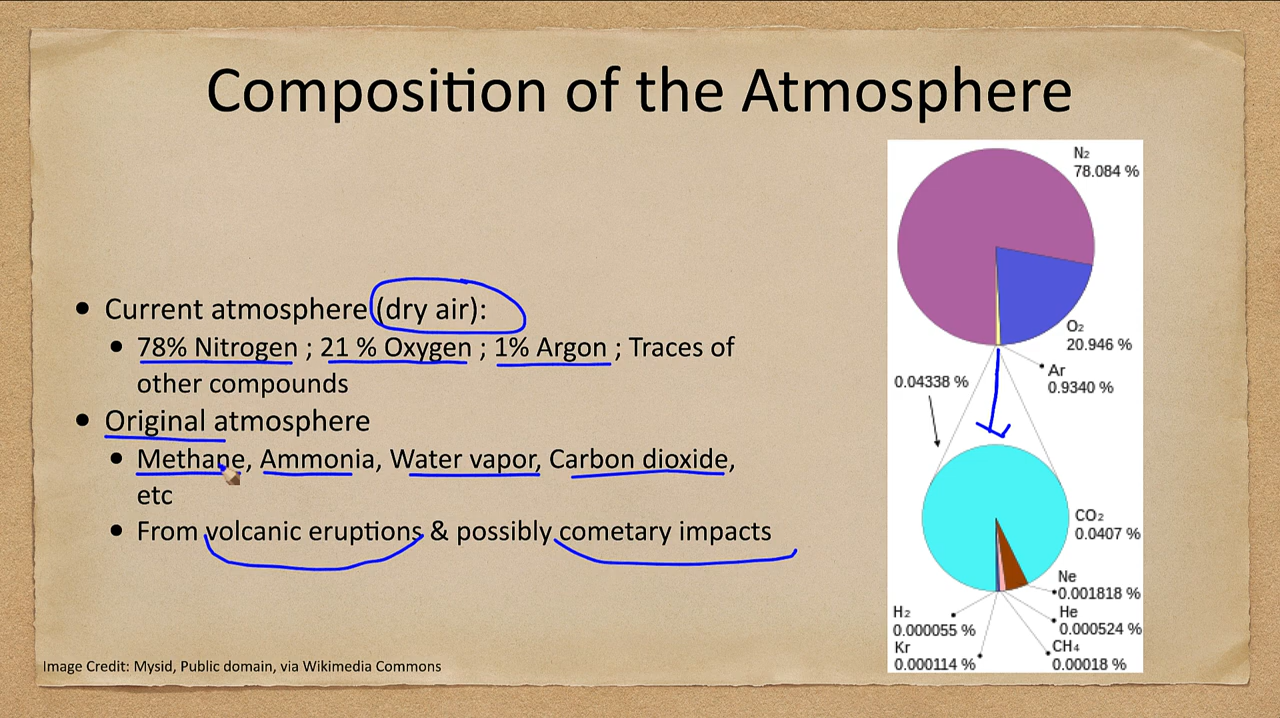 Composition of the Atmosphere
• Current atmosphere (dry air):
• 78% Nitrogen ; 21 % Oxygen ; 1% Argon ; Traces of
other compounds
• Original atmosphere
• Methane, Ammonia, Water vapor, Carbon dioxide,
etc
• From volcanic eruptions & possibly cometary impacts
Image Credit: Mysid, Public domain, via Wikimedia Commons
N₂
78.084 %
O₂
20.946 %
Ar
0.9340 %
0.04338 %
CO₂
0.0407 %
Ne
0.001818 %
He
0.000524 %
CH₄
0.00018 %
H₂
0.000055 %
Kr
0.000114 %